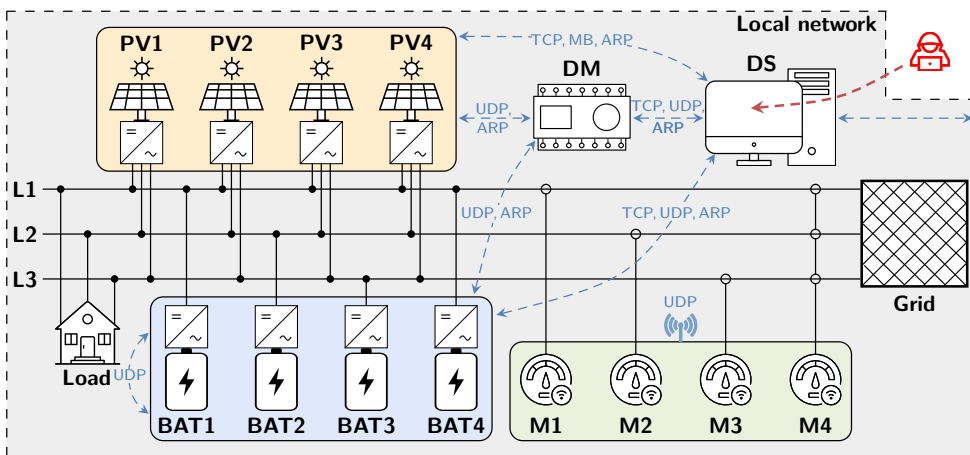 Local network
PV1 PV2 PV3 PV4
TCP, MB, ARP
DM
DS
UDP,
ARP
TCP, UDP,
ARP
L1
UDP, ARP
TCP, UDP, ARP
L2
L3
Grid
UDP
Load
UDP
BAT1 BAT2 BAT3 BAT4
M1 M2 M3 M4